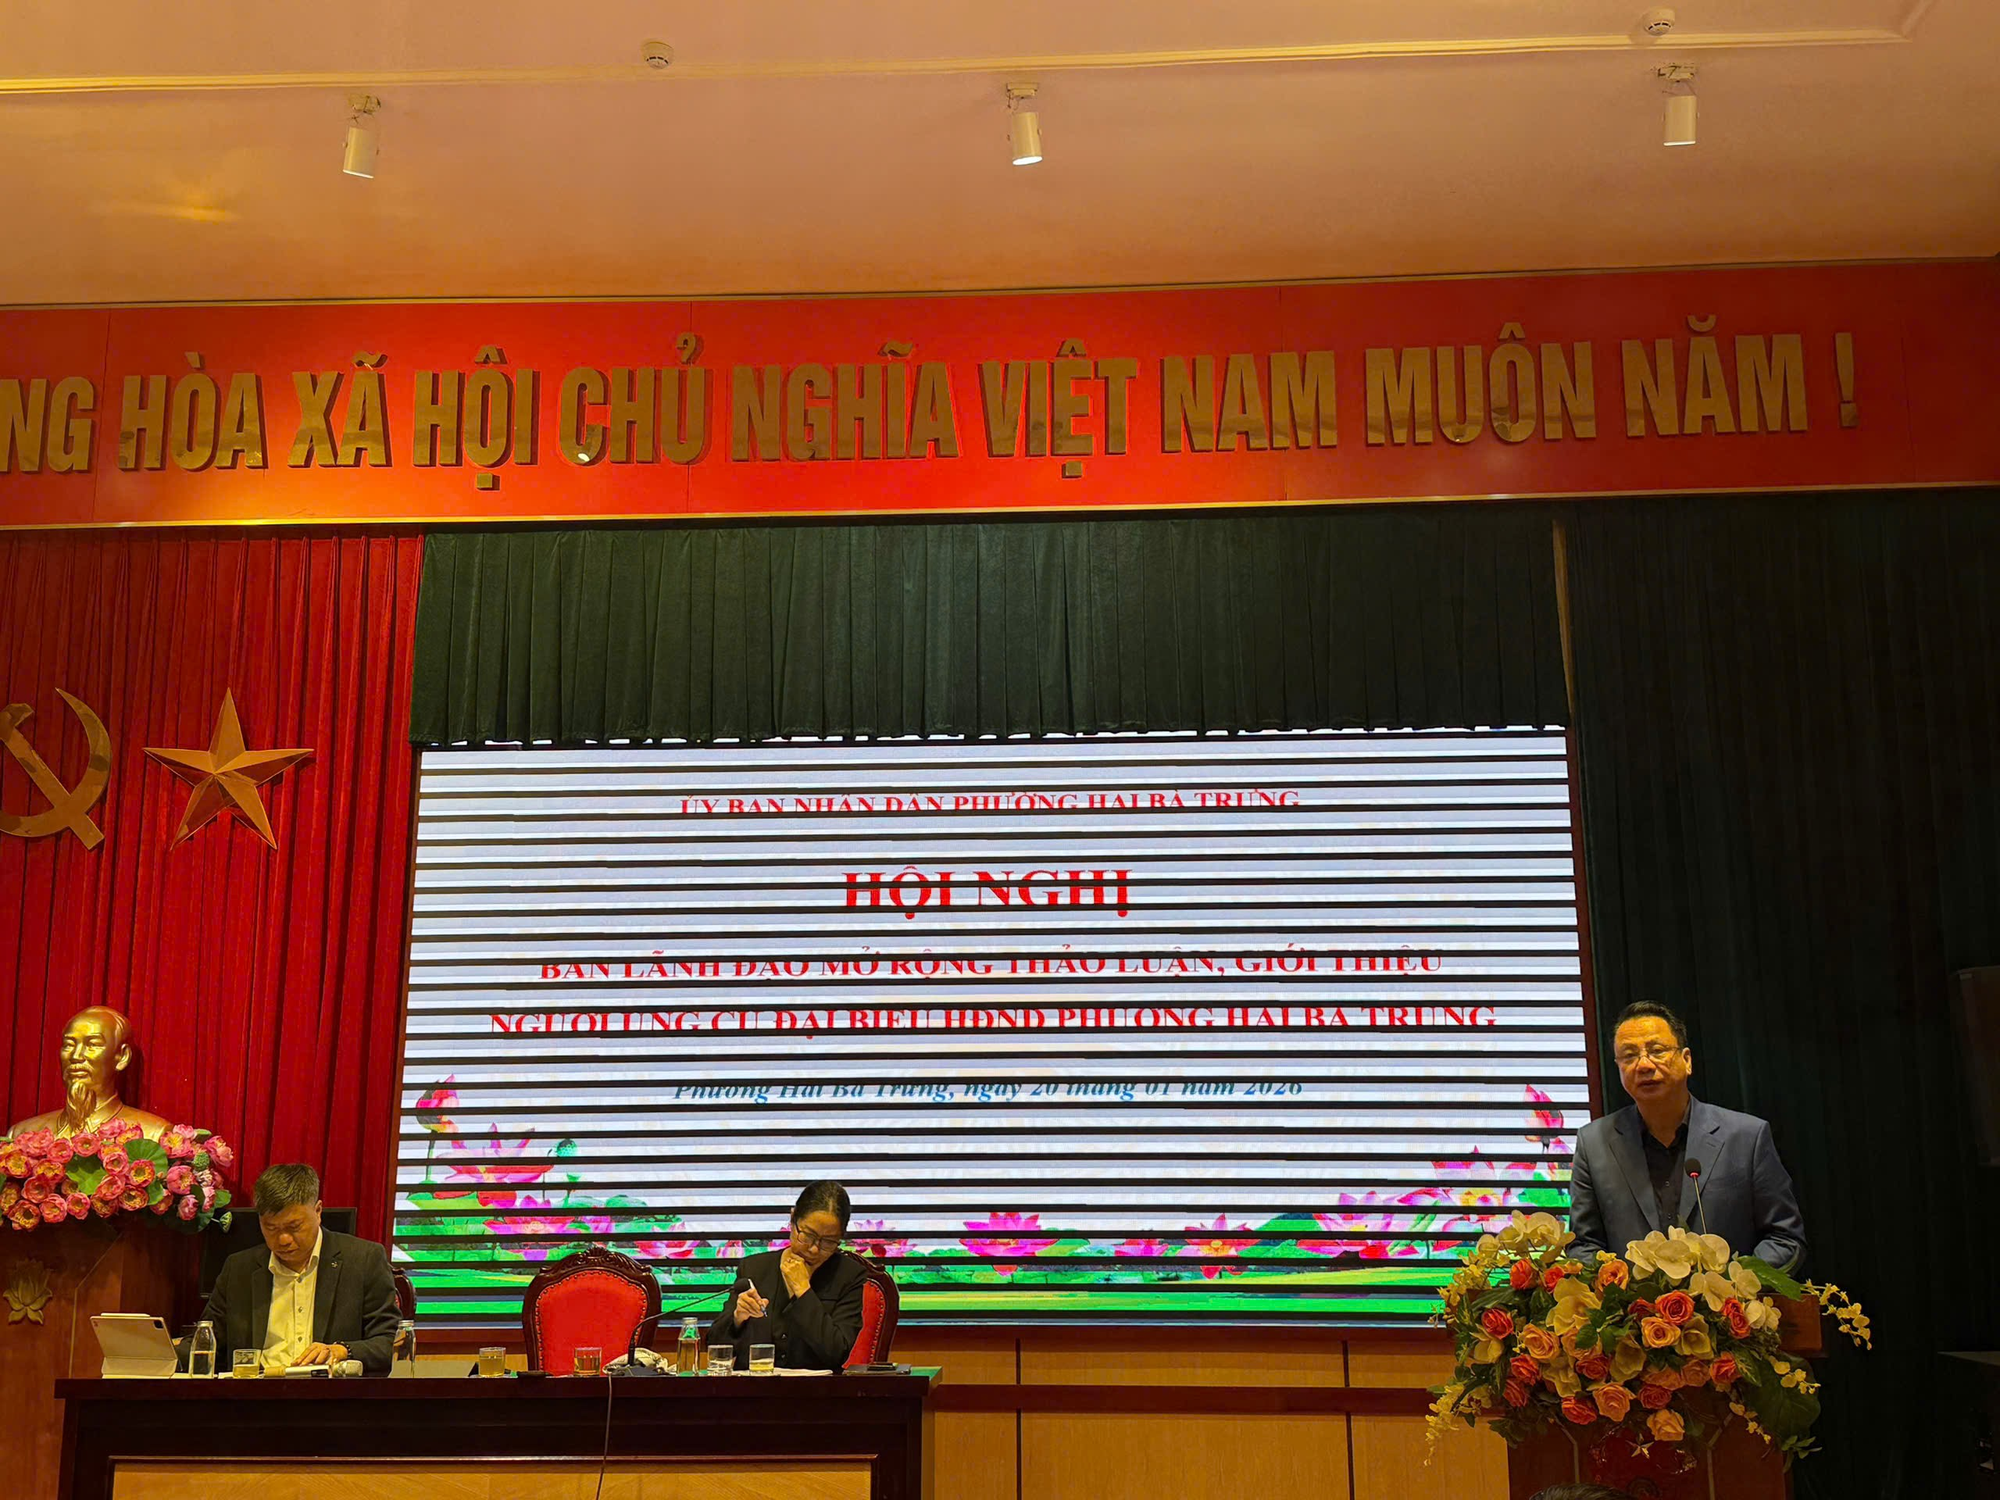 NG HÒA XÃ HỘI CHỦ NGHĨA VIỆT NAM MUÔN NĂM !
ỦY BAN NHÂN DÂN PHƯỜNG HAI BÀ TRƯNG
HỘI NGHỊ
BAN LÃNH ĐẠO MỞ RỘNG THẢO LUẬN, GIỚI THIỆU
NGƯỜI ỨNG CỬ ĐẠI BIỂU HĐND PHƯỜNG HAI BÀ TRƯNG
Phường Hai Bà Trưng, ngày 20 tháng 01 năm 2026